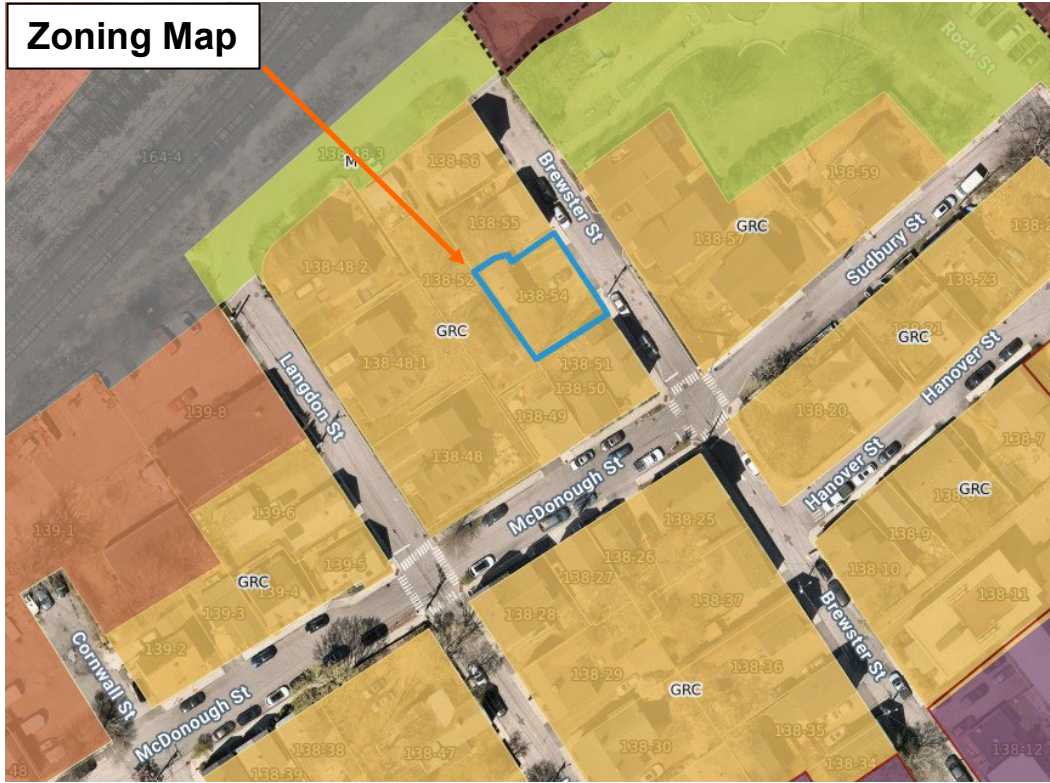 Zoning Map
Rock St
164-4
138-48-3
M
138-56
Brewster St
138-59
138-55
138-57
GRC
Sudbury St
138-48-2
138-52
138-54
138-23
GRC
138-48-1
138-51
GRC
Hanover St
138-50
Langdon St
139-8
138-49
138-20
138-7
138-48
Hanover St
GRC
McDonough St
139-1
139-6
138-25
138-9
138-26
139-5
138-10
GRC
139-4
138-27
138-11
139-3
138-28
138-37
Brewster St
139-2
Cornwall St
138-29
138-36
GRC
McDonough St
138-35
138-38
138-47
138-30
138-12
138-34
138-39